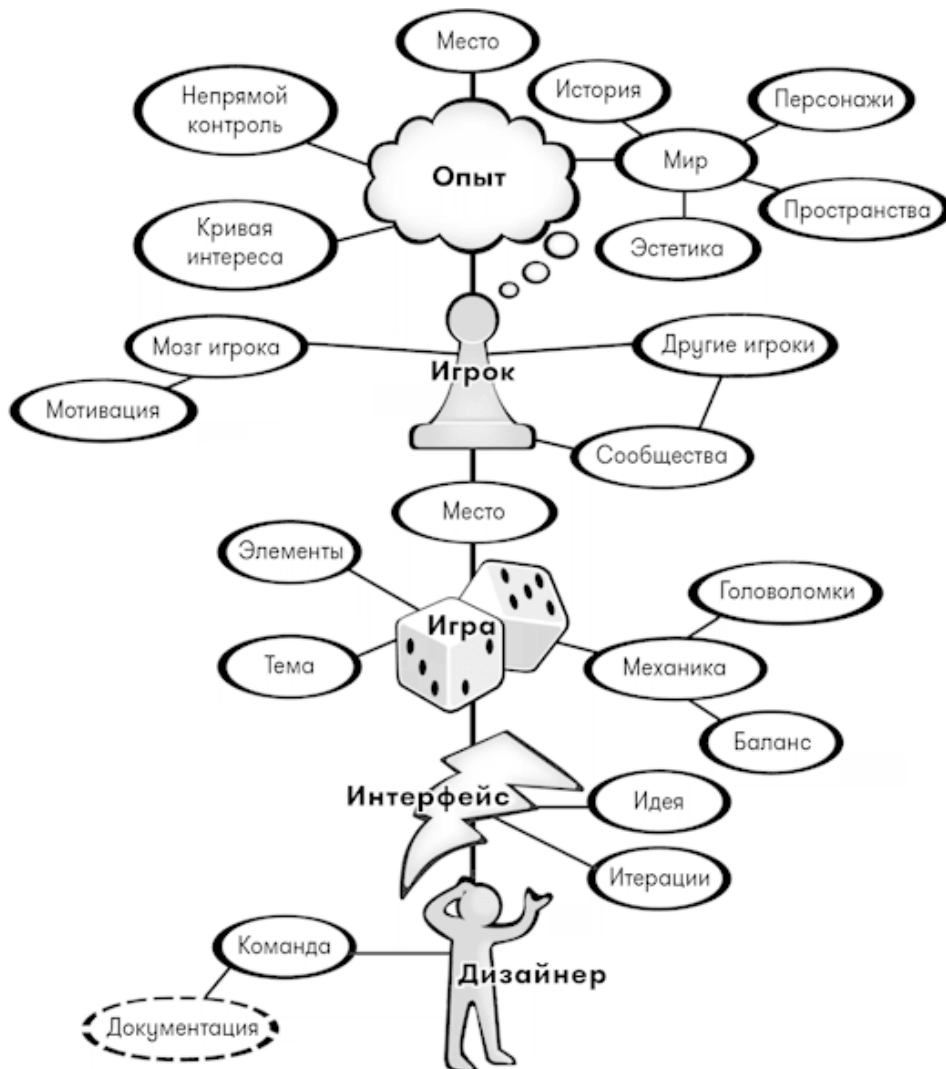 Место
История
Персонажи
Непрямой
контроль
Опыт
Мир
Кривая
интереса
Пространства
Эстетика
Мозг игрока
Другие игроки
Игрок
Мотивация
Сообщества
Место
Элементы
Головоломки
Игра
Тема
Механика
Баланс
Интерфейс
Идея
Итерации
Команда
Дизайнер
Документация